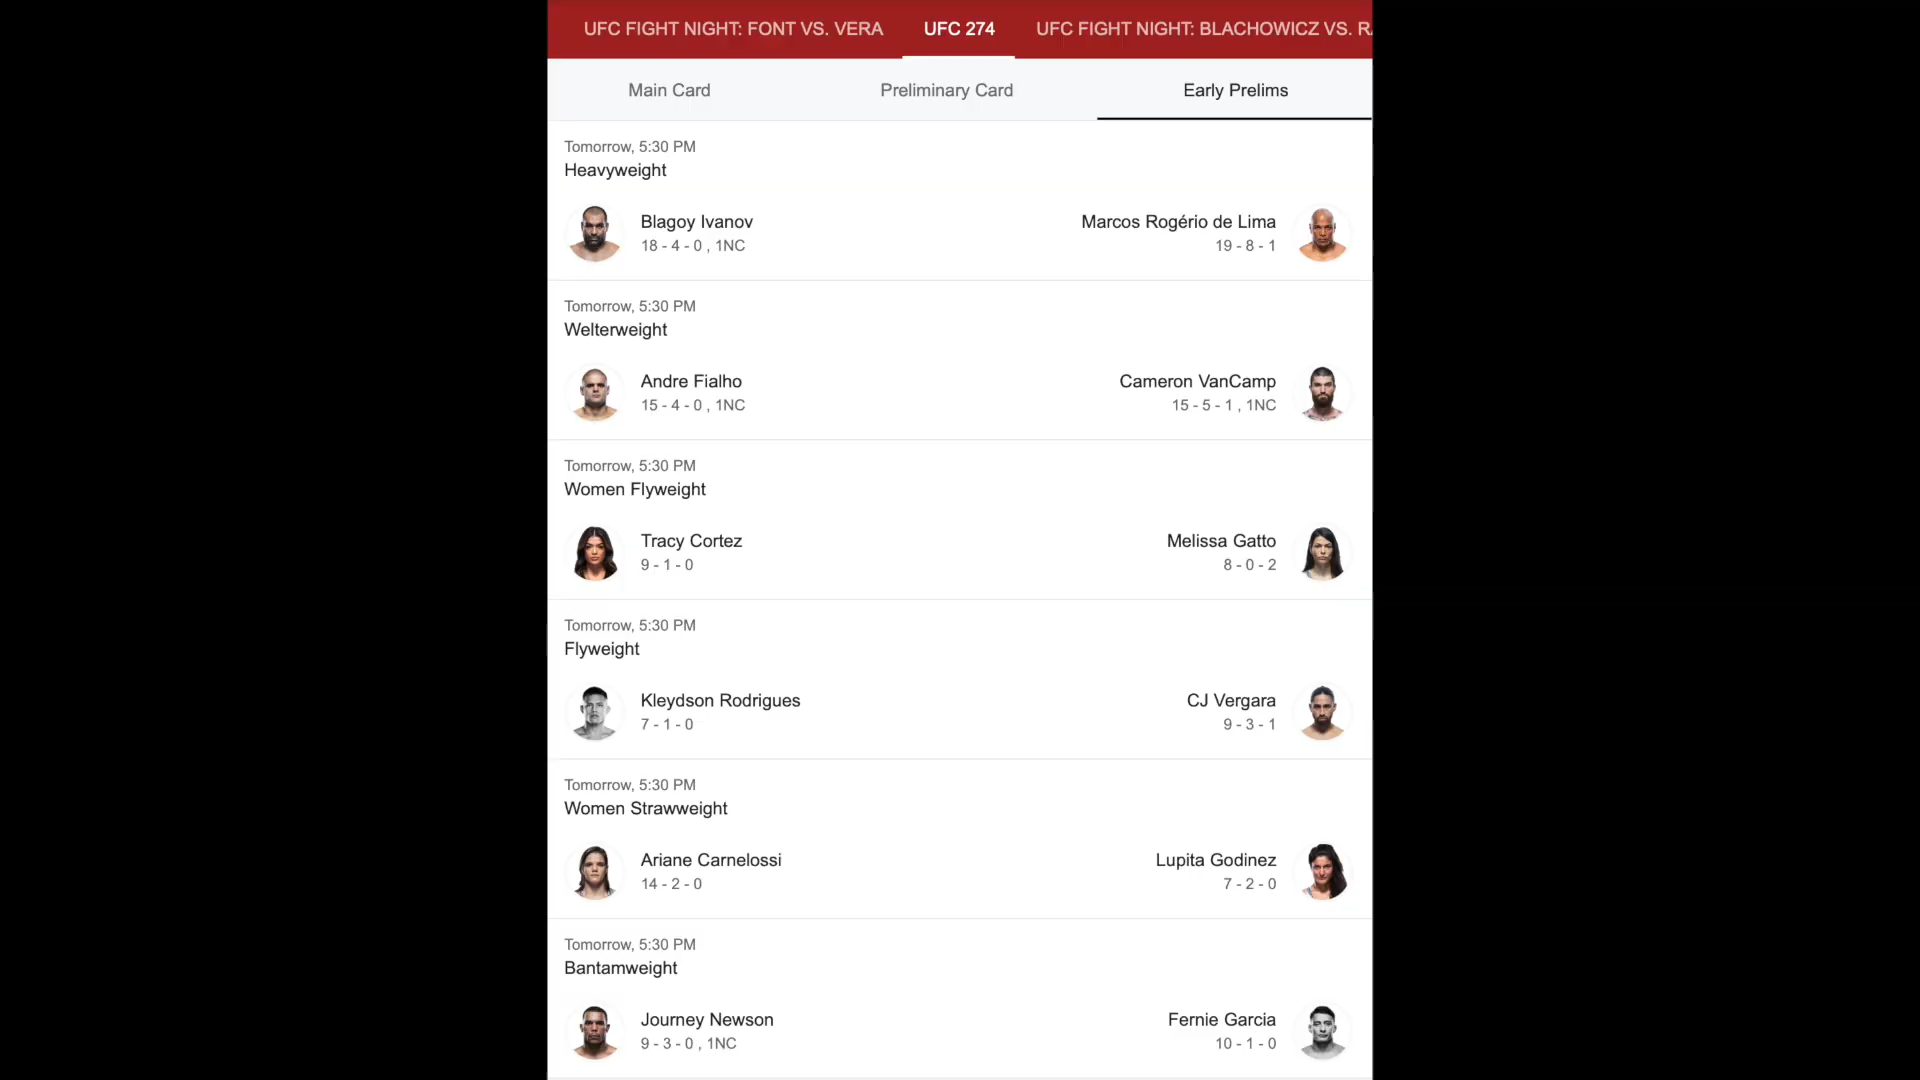 UFC FIGHT NIGHT: FONT VS. VERA UFC 274 UFC FIGHT NIGHT: BLACHOWICZ VS.
Main Card Preliminary Card Early Prelims
Tomorrow, 5:30 PM
Heavyweight
Blagoy Ivanov Marcos Rogério de Lima
18 - 4 - 0 , 1NC 19 - 8 - 1
Tomorrow, 5:30 PM
Welterweight
Andre Fialho Cameron VanCamp
15 - 4 - 0 , 1NC 15 - 5 - 1 , 1NC
Tomorrow, 5:30 PM
Women Flyweight
Tracy Cortez Melissa Gatto
9 - 1 - 0 8 - 0 - 2
Tomorrow, 5:30 PM
Flyweight
Kleydson Rodrigues CJ Vergara
7 - 1 - 0 9 - 3 - 1
Tomorrow, 5:30 PM
Women Strawweight
Ariane Carnelossi Lupita Godinez
14 - 2 - 0 7 - 2 - 0
Tomorrow, 5:30 PM
Bantamweight
Journey Newson Fernie Garcia
9 - 3 - 0 , 1NC 10 - 1 - 0